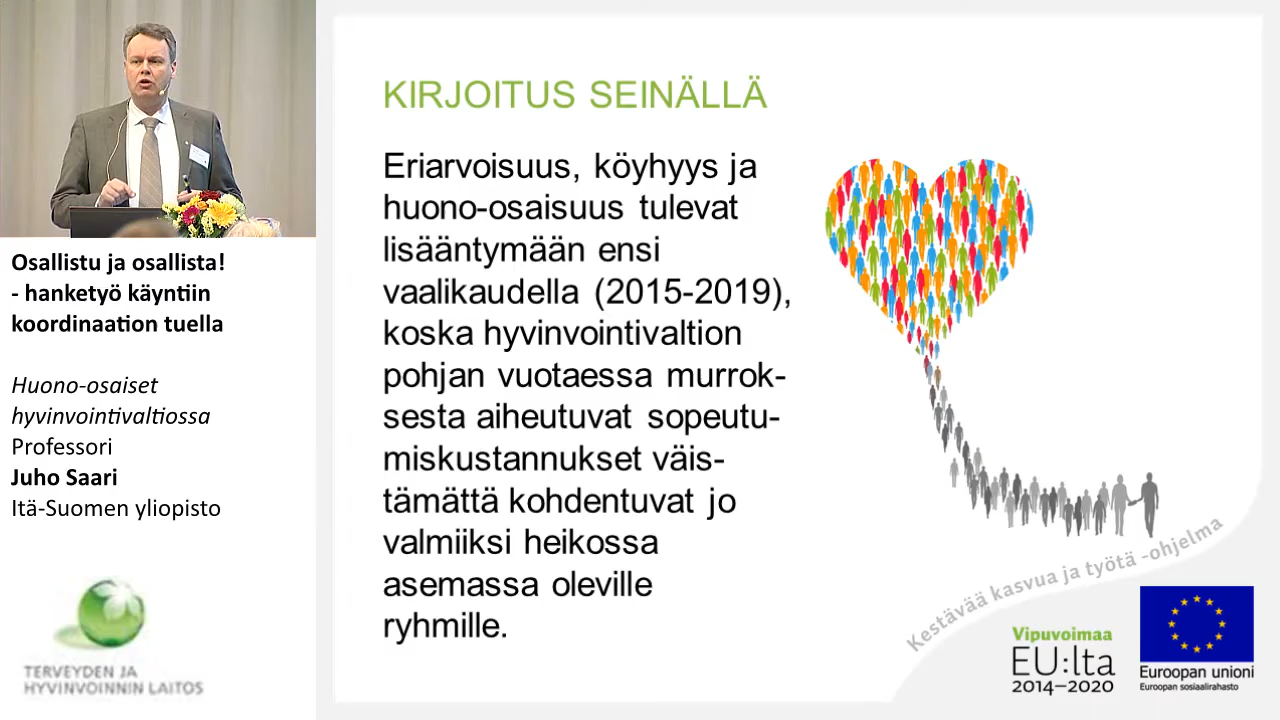 Osallistu ja osallista!
- hanketyö käyntiin
koordinaation tuella
Huono-osaiset
hyvinvointivaltiossa
Professori
Juho Saari
Itä-Suomen yliopisto
TERVEYDEN JA
HYVINVOINNIN LAITOS
KIRJOITUS SEINÄLLÄ
Eriarvoisuus, köyhyys ja
huono-osaisuus tulevat
lisääntymään ensi
vaalikaudella (2015-2019),
koska hyvinvointivaltion
pohjan vuotaessa murrok-
sesta aiheutuvat sopeutu-
miskustannukset väis-
tämättä kohdentuvat jo
valmiiksi heikossa
asemassa oleville
ryhmille.
Kestävää kasvua ja työtä -ohjelma
Vipuvoimaa
EU:lta
2014–2020
Euroopan unioni
Euroopan sosiaalirahasto